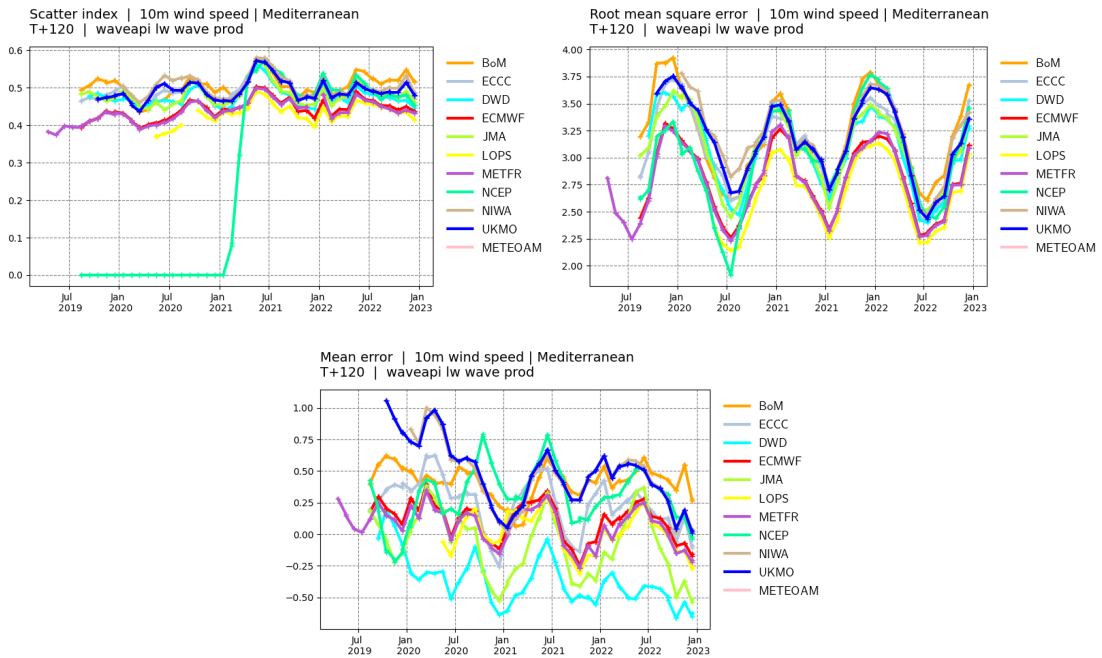 Scatter index | 10m wind speed | Mediterranean
T+120 | waveapi lw wave prod
0.6
0.5
0.4
0.3
0.2
0.1
0.0
Jul
2019
Jan
2020
Jul
2020
Jan
2021
Jul
2021
Jan
2022
Jul
2022
Jan
2023
BoM
ECCC
DWD
ECMWF
JMA
LOPS
METFR
NCEP
NIWA
UKMO
METEOAM
Root mean square error | 10m wind speed | Mediterranean
T+120 | waveapi lw wave prod
4.00
3.75
3.50
3.25
3.00
2.75
2.50
2.25
2.00
Jul
2019
Jan
2020
Jul
2020
Jan
2021
Jul
2021
Jan
2022
Jul
2022
Jan
2023
BoM
ECCC
DWD
ECMWF
JMA
LOPS
METFR
NCEP
NIWA
UKMO
METEOAM
Mean error | 10m wind speed | Mediterranean
T+120 | waveapi lw wave prod
1.00
0.75
0.50
0.25
0.00
−0.25
−0.50
Jul
2019
Jan
2020
Jul
2020
Jan
2021
Jul
2021
Jan
2022
Jul
2022
Jan
2023
BoM
ECCC
DWD
ECMWF
JMA
LOPS
METFR
NCEP
NIWA
UKMO
METEOAM